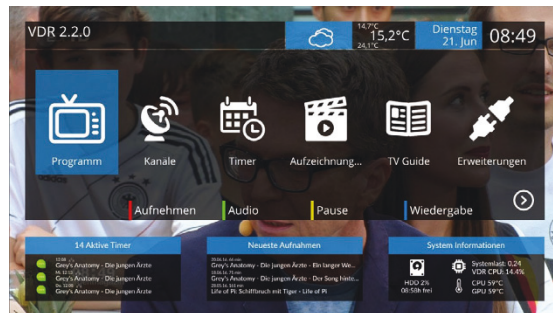 VDR 2.2.0
14,7°C
15,2°C
24,1°C
Dienstag
21. Jun
08:49
Programm
Kanäle
Timer
Aufzeichnung...
TV Guide
Erweiterungen
Aufnehmen
Audio
Pause
Wiedergabe
14 Aktive Timer
Neueste Aufnahmen
System Informationen
Grey's Anatomy - Die jungen Ärzte
Grey's Anatomy - Die jungen Ärzte
Grey's Anatomy - Die jungen Ärzte
Grey's Anatomy - Die jungen Ärzte - Ein langer We...
Grey's Anatomy - Die jungen Ärzte - Der Song hinte...
Life of Pi: Schiffbruch mit Tiger - Life of Pi
HDD 2%
08:58h frei
Systemlast: 0,24
VDR CPU: 14.4%
CPU 59°C
GPU 59°C